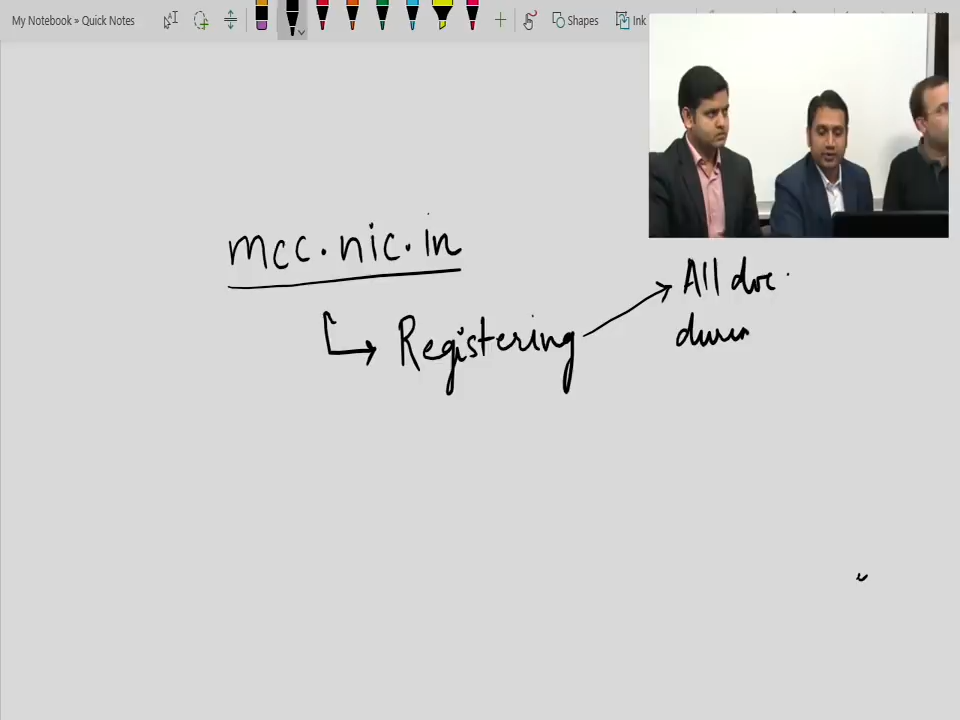 My Notebook » Quick Notes
Shapes
Ink
mcc.nic.in
Registering
All doc.